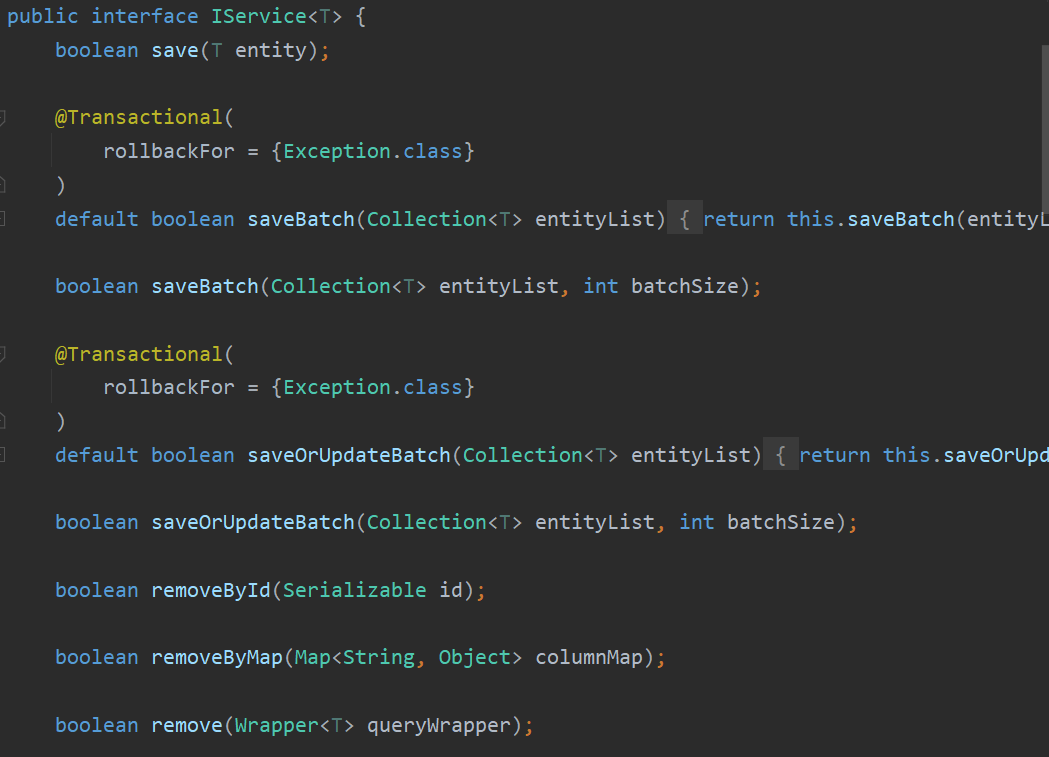 public interface IService<T> {
boolean save(T entity);
@Transactional(
rollbackFor = {Exception.class}
)
default boolean saveBatch(Collection<T> entityList) { return this.saveBatch(entityL
boolean saveBatch(Collection<T> entityList, int batchSize);
@Transactional(
rollbackFor = {Exception.class}
)
default boolean saveOrUpdateBatch(Collection<T> entityList) { return this.saveOrUpd
boolean saveOrUpdateBatch(Collection<T> entityList, int batchSize);
boolean removeById(Serializable id);
boolean removeByMap(Map<String, Object> columnMap);
boolean remove(Wrapper<T> queryWrapper);